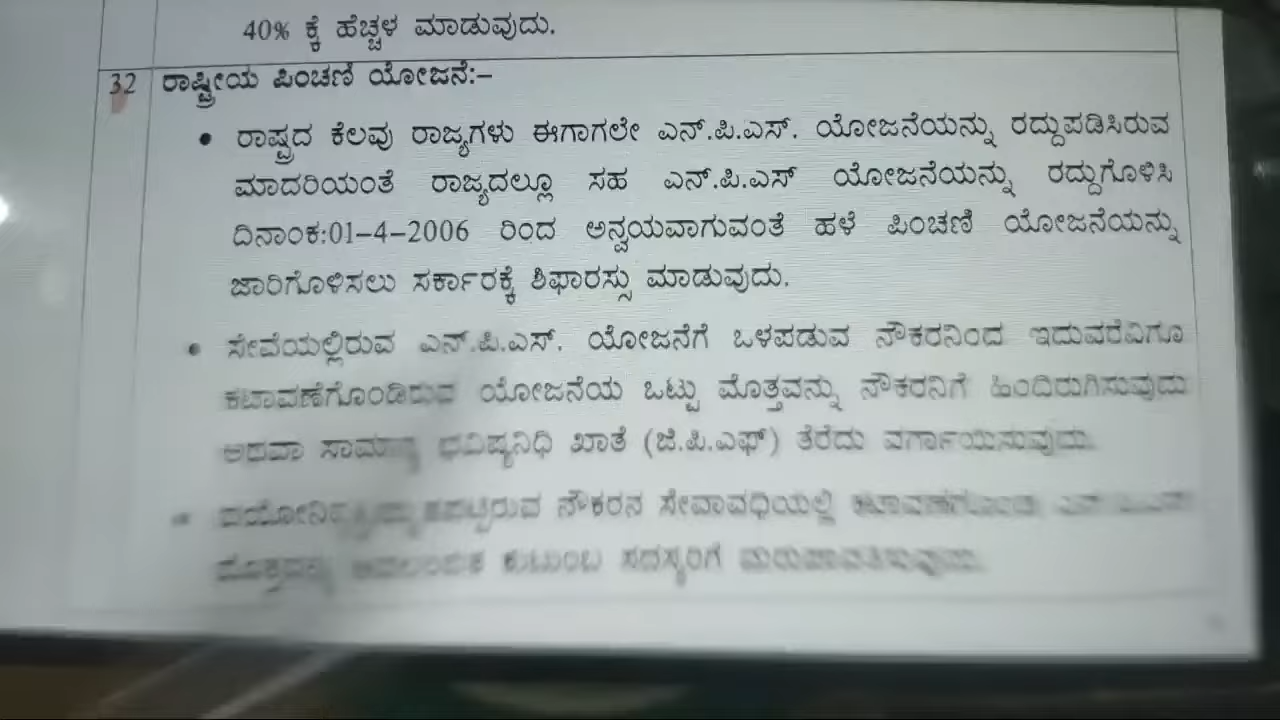 40% ಕ್ಕೆ ಹೆಚ್ಚಳ ಮಾಡುವುದು.
32 ರಾಷ್ಟ್ರೀಯ ಪಿಂಚಣಿ ಯೋಜನೆ:–
• ರಾಷ್ಟ್ರದ ಕೆಲವು ರಾಜ್ಯಗಳು ಈಗಾಗಲೇ ಎನ್.ಪಿ.ಎಸ್. ಯೋಜನೆಯನ್ನು ರದ್ದುಪಡಿಸಿರುವ
ಮಾದರಿಯಂತೆ ರಾಜ್ಯದಲ್ಲೂ ಸಹ ಎನ್.ಪಿ.ಎಸ್ ಯೋಜನೆಯನ್ನು ರದ್ದುಗೊಳಿಸಿ
ದಿನಾಂಕ:01–4–2006 ರಿಂದ ಅನ್ವಯವಾಗುವಂತೆ ಹಳೆ ಪಿಂಚಣಿ ಯೋಜನೆಯನ್ನು
ಜಾರಿಗೊಳಿಸಲು ಸರ್ಕಾರಕ್ಕೆ ಶಿಫಾರಸ್ಸು ಮಾಡುವುದು.
• ಸೇವೆಯಲ್ಲಿರುವ ಎನ್.ಪಿ.ಎಸ್. ಯೋಜನೆಗೆ ಒಳಪಡುವ ನೌಕರನಿಂದ ಇದುವರೆವಿಗೂ
ಕಟಾವಣೆಗೊಂಡಿರುವ ಯೋಜನೆಯ ಒಟ್ಟು ಮೊತ್ತವನ್ನು ನೌಕರನಿಗೆ ಹಿಂದಿರುಗಿಸುವುದು
ಅಥವಾ ಸಾಮಾನ್ಯ ಭವಿಷ್ಯನಿಧಿ ಖಾತೆ (ಜಿ.ಪಿ.ಎಫ್) ತೆರೆದು ವರ್ಗಾಯಿಸುವುದು.
ನೌಕರನ ಸೇವಾವಧಿಯಲ್ಲಿ
ಕುಟುಂಬ ಸದಸ್ಯರಿಗೆ